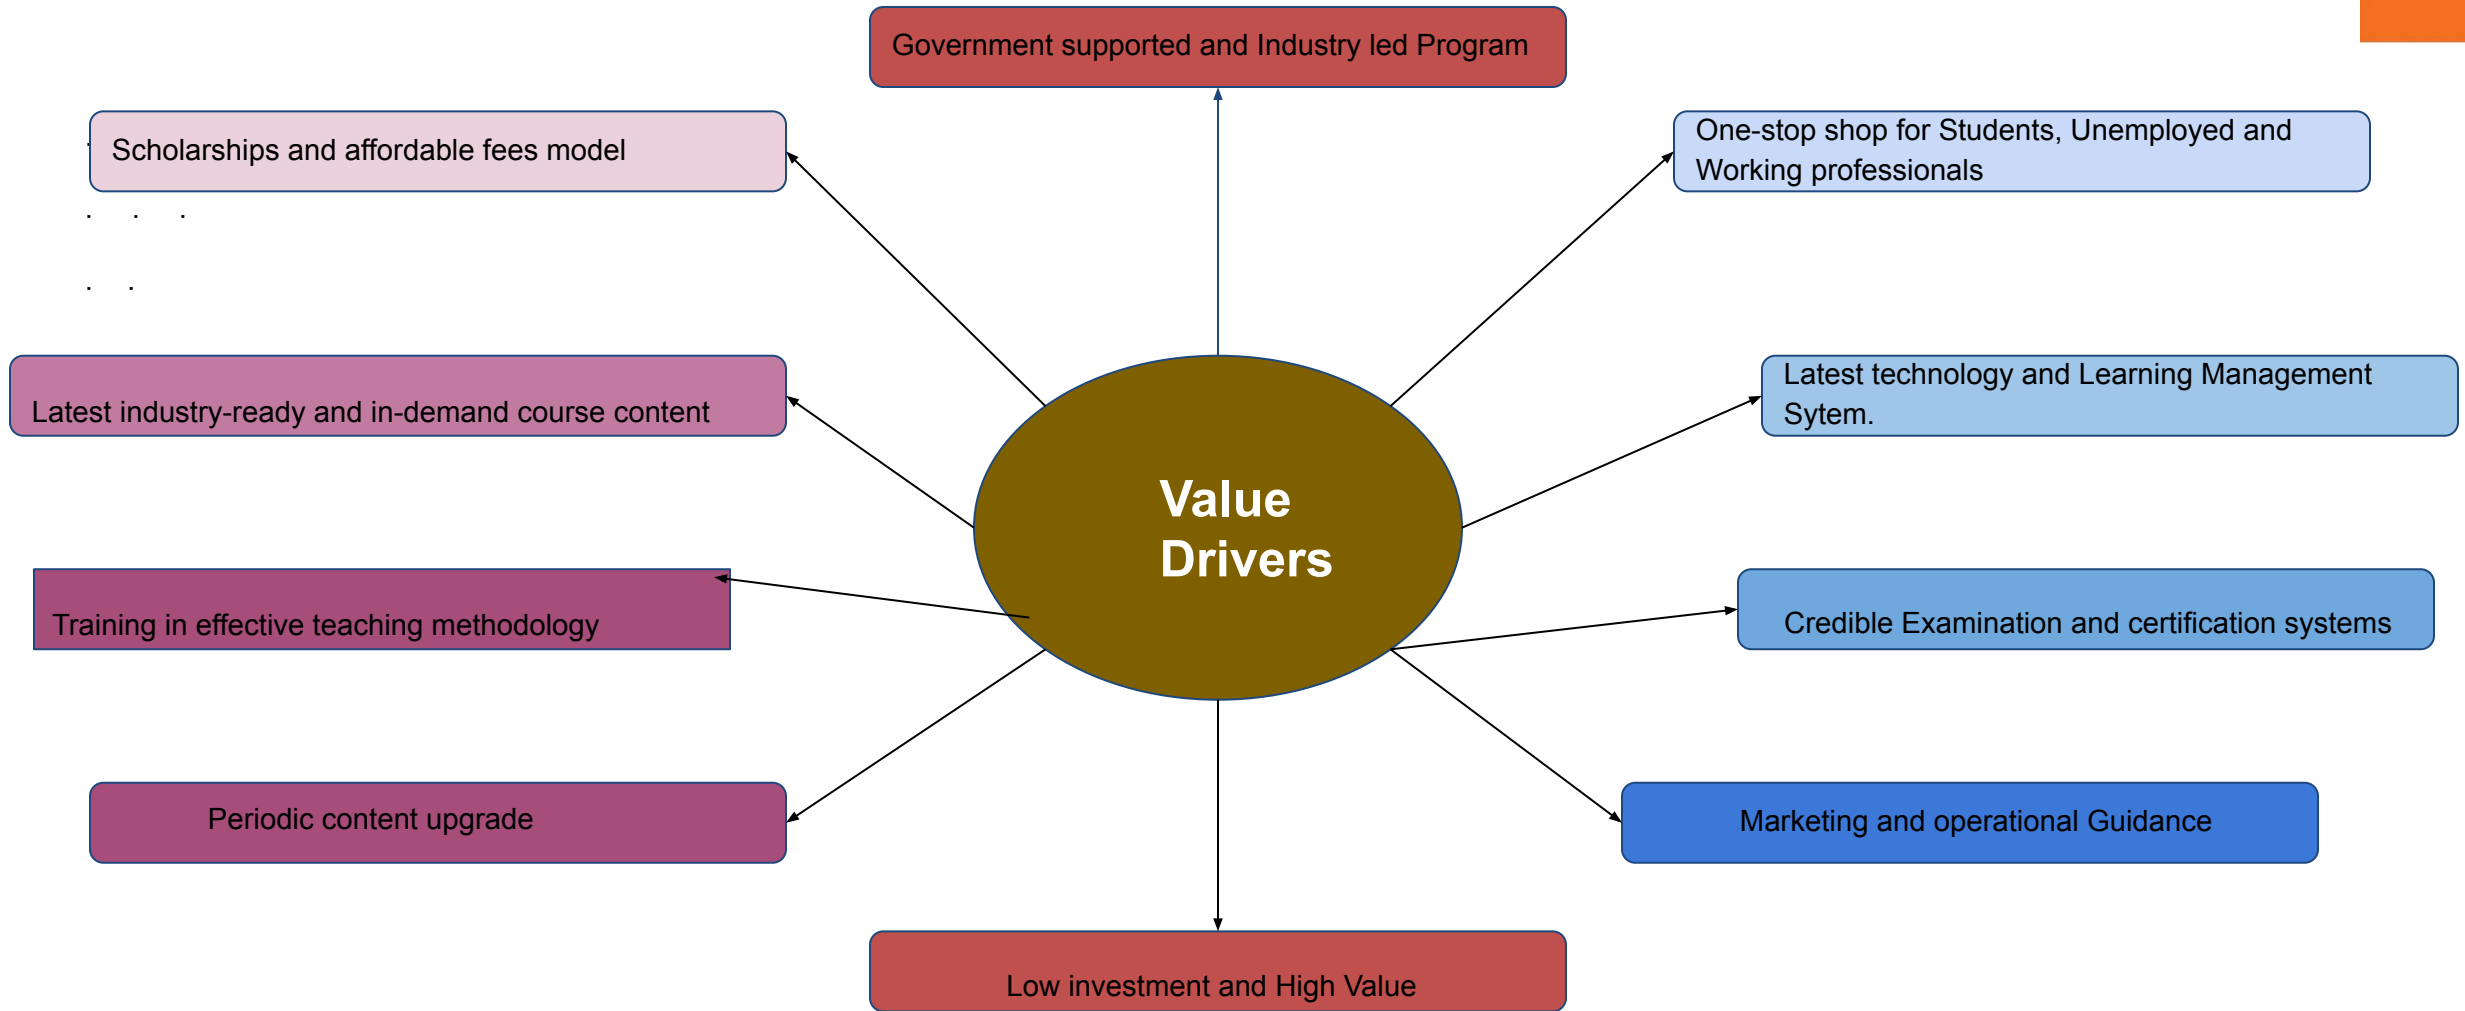 Government supported and Industry led Program
Scholarships and affordable fees model
One-stop shop for Students, Unemployed and
Working professionals
. . .
. .
Latest industry-ready and in-demand course content
Latest technology and Learning Management
Sytem.
Value
Drivers
Training in effective teaching methodology
Credible Examination and certification systems
Periodic content upgrade
Marketing and operational Guidance
Low investment and High Value